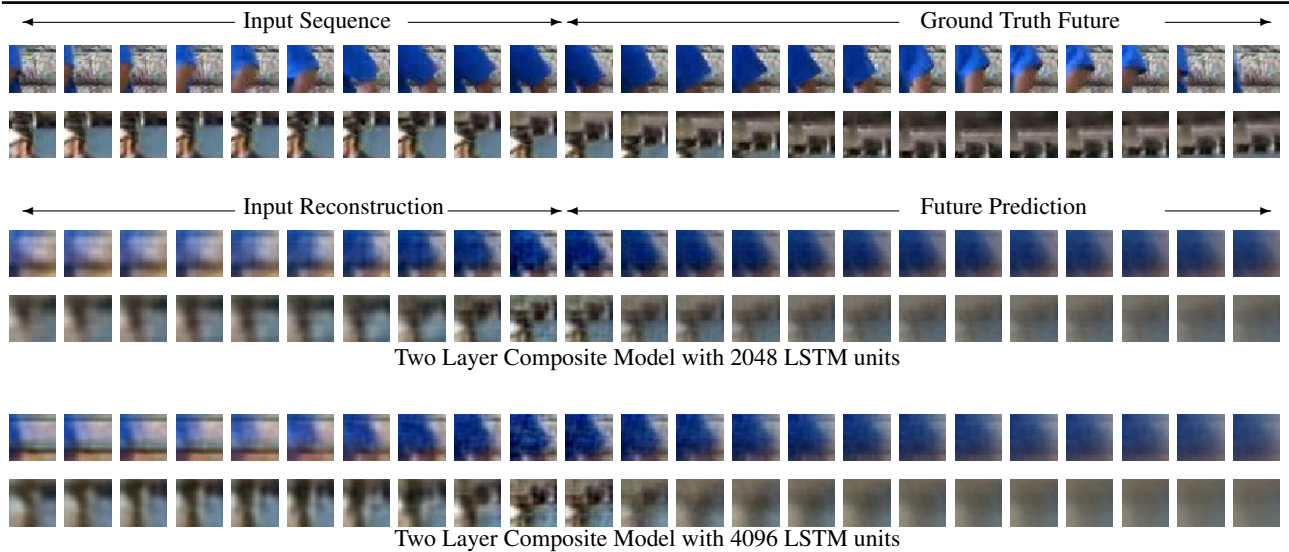 Input Sequence Ground Truth Future
Input Reconstruction Future Prediction
Two Layer Composite Model with 2048 LSTM units
Two Layer Composite Model with 4096 LSTM units